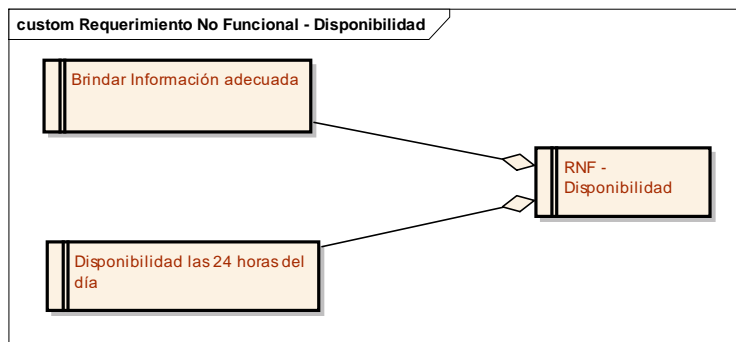 custom Requerimiento No Funcional - Disponibilidad
Brindar Información adecuada
RNF -
Disponibilidad
Disponibilidad las 24 horas del
día